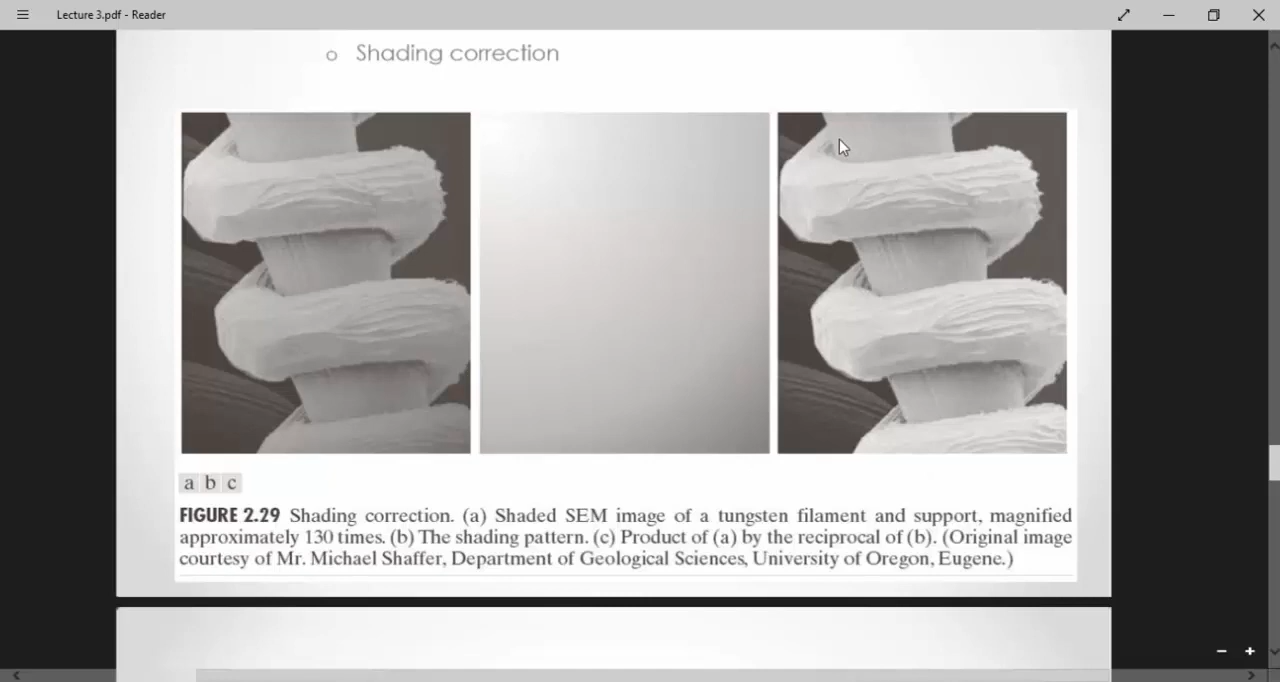 Lecture 3.pdf - Reader
o Shading correction
a b c
FIGURE 2.29 Shading correction. (a) Shaded SEM image of a tungsten filament and support, magnified
approximately 130 times. (b) The shading pattern. (c) Product of (a) by the reciprocal of (b). (Original image
courtesy of Mr. Michael Shaffer, Department of Geological Sciences, University of Oregon, Eugene.)